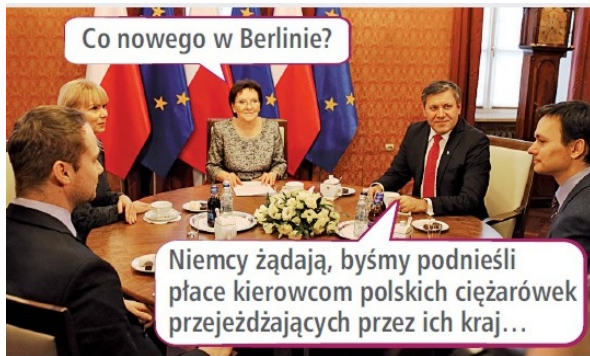 Co nowego w Berlinie?
Niemcy żądają, byśmy podnieśli
płace kierowcom polskich ciężarówek
przejeżdżających przez ich kraj…